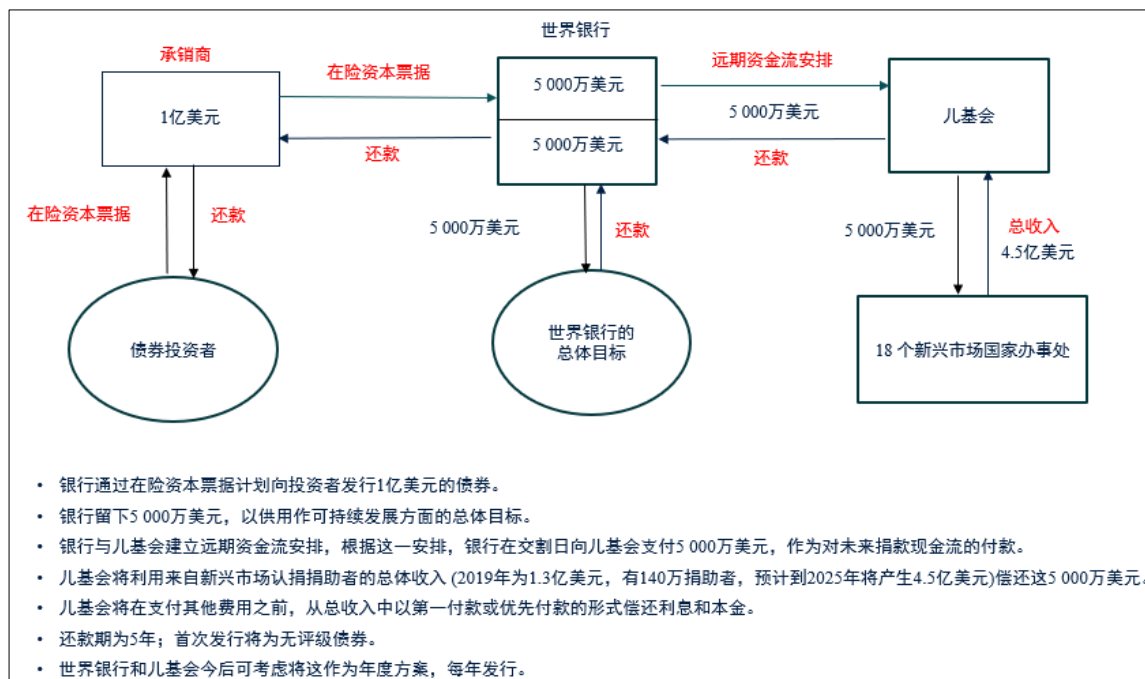 世界银行
承销商
在险资本票据
远期资金流安排
1亿美元
5 000万美元
5 000万美元
儿基会
5 000万美元
还款
还款
在险资本票据
还款
5 000万美元
还款
5 000万美元
总收入
4.5亿美元
债券投资者
世界银行的
总体目标
18 个新兴市场国家办事处
• 银行通过在险资本票据计划向投资者发行1亿美元的债券。
• 银行留下5 000万美元，以供用作可持续发展方面的总体目标。
• 银行与儿基会建立远期资金流安排，根据这一安排，银行在交割日向儿基会支付5 000万美元，作为对未来捐款现金流的付款。
• 儿基会将利用来自新兴市场认捐捐助者的总体收入 (2019年为1.3亿美元，有140万捐助者，预计到2025年将产生4.5亿美元)偿还这5 000万美元。
• 儿基会将在支付其他费用之前，从总收入中以第一付款或优先付款的形式偿还利息和本金。
• 还款期为5年；首次发行将为无评级债券。
• 世界银行和儿基会今后可考虑将这作为年度方案，每年发行。